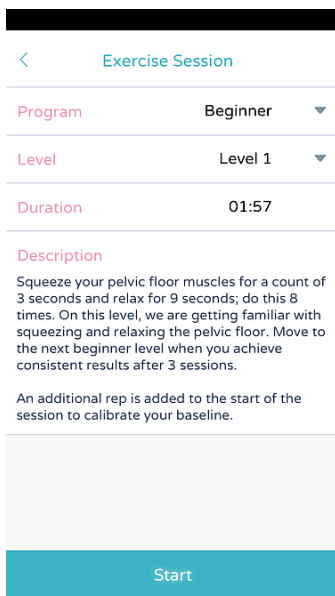 Exercise Session
Program Beginner
Level Level 1
Duration 01:57
Description
Squeeze your pelvic floor muscles for a count of
3 seconds and relax for 9 seconds; do this 8
times. On this level, we are getting familiar with
squeezing and relaxing the pelvic floor. Move to
the next beginner level when you achieve
consistent results after 3 sessions.
An additional rep is added to the start of the
session to calibrate your baseline.
Start